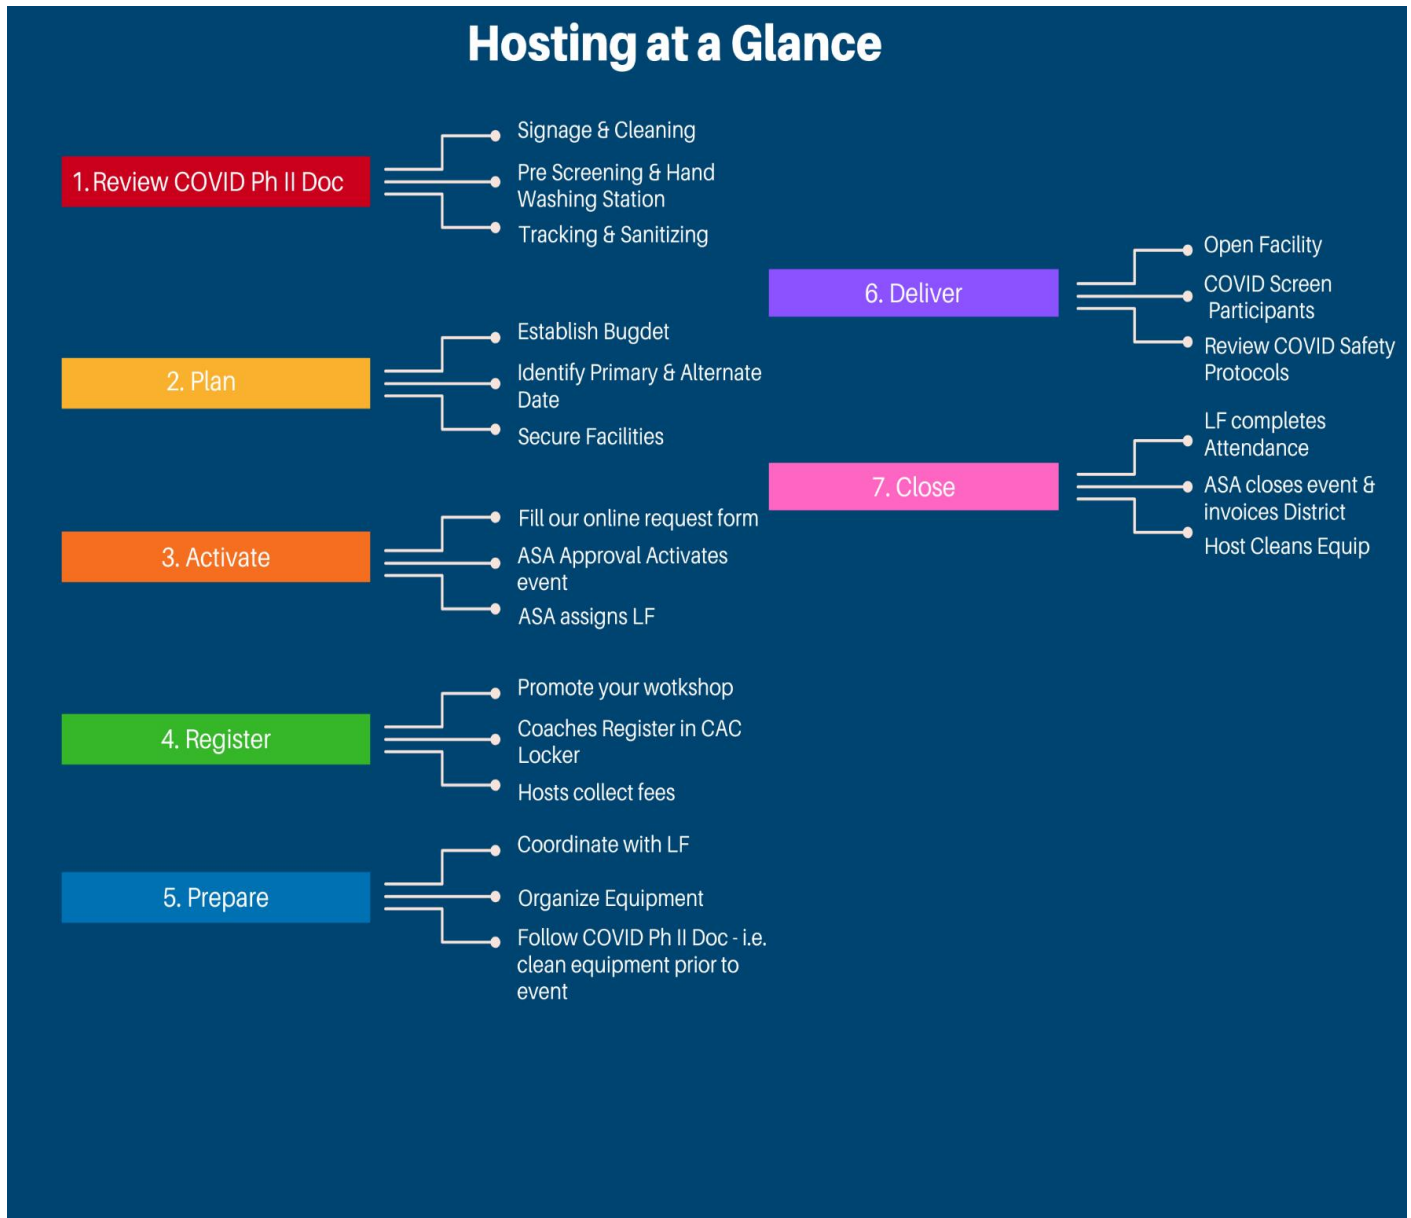 Hosting at a Glance
1. Review COVID Ph II Doc
Signage & Cleaning
Pre Screening & Hand
Washing Station
Tracking & Sanitizing
2. Plan
Establish Bugdet
Identify Primary & Alternate
Date
Secure Facilities
3. Activate
Fill our online request form
ASA Approval Activates
event
ASA assigns LF
4. Register
Promote your wotkshop
Coaches Register in CAC
Locker
Hosts collect fees
5. Prepare
Coordinate with LF
Organize Equipment
Follow COVID Ph II Doc - i.e.
clean equipment prior to
event
6. Deliver
Open Facility
COVID Screen
Participants
Review COVID Safety
Protocols
7. Close
LF completes
Attendance
ASA closes event &
invoices District
Host Cleans Equip